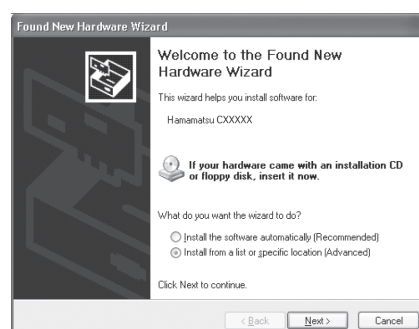 Found New Hardware Wizard
Welcome to the Found New
Hardware Wizard
This wizard helps you install software for:
Hamamatsu CXXXXX
If your hardware came with an installation CD
or floppy disk, insert it now.
What do you want the wizard to do?
Install the software automatically (Recommended)
Install from a list or specific location (Advanced)
Click Next to continue.
< Back
Next >
Cancel